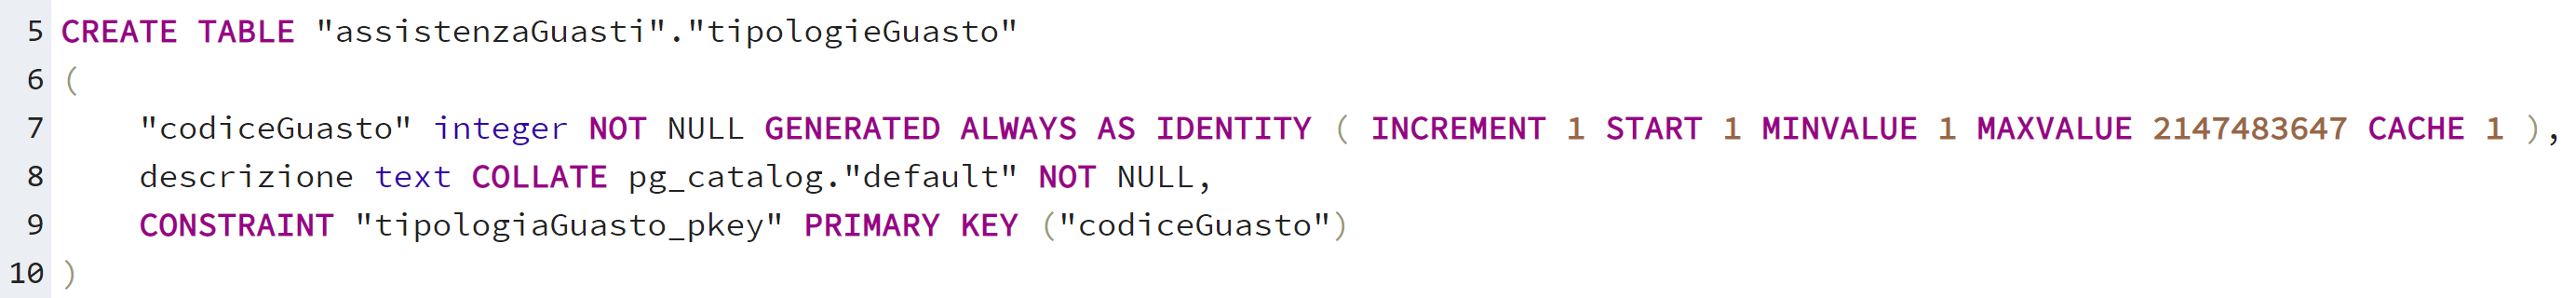 5 CREATE TABLE "assistenzaGuasti"."tipologieGuasto"
6 (
7     "codiceGuasto" integer NOT NULL GENERATED ALWAYS AS IDENTITY ( INCREMENT 1 START 1 MINVALUE 1 MAXVALUE 2147483647 CACHE 1 ),
8     descrizione text COLLATE pg_catalog."default" NOT NULL,
9     CONSTRAINT "tipologiaGuasto_pkey" PRIMARY KEY ("codiceGuasto")
10 )